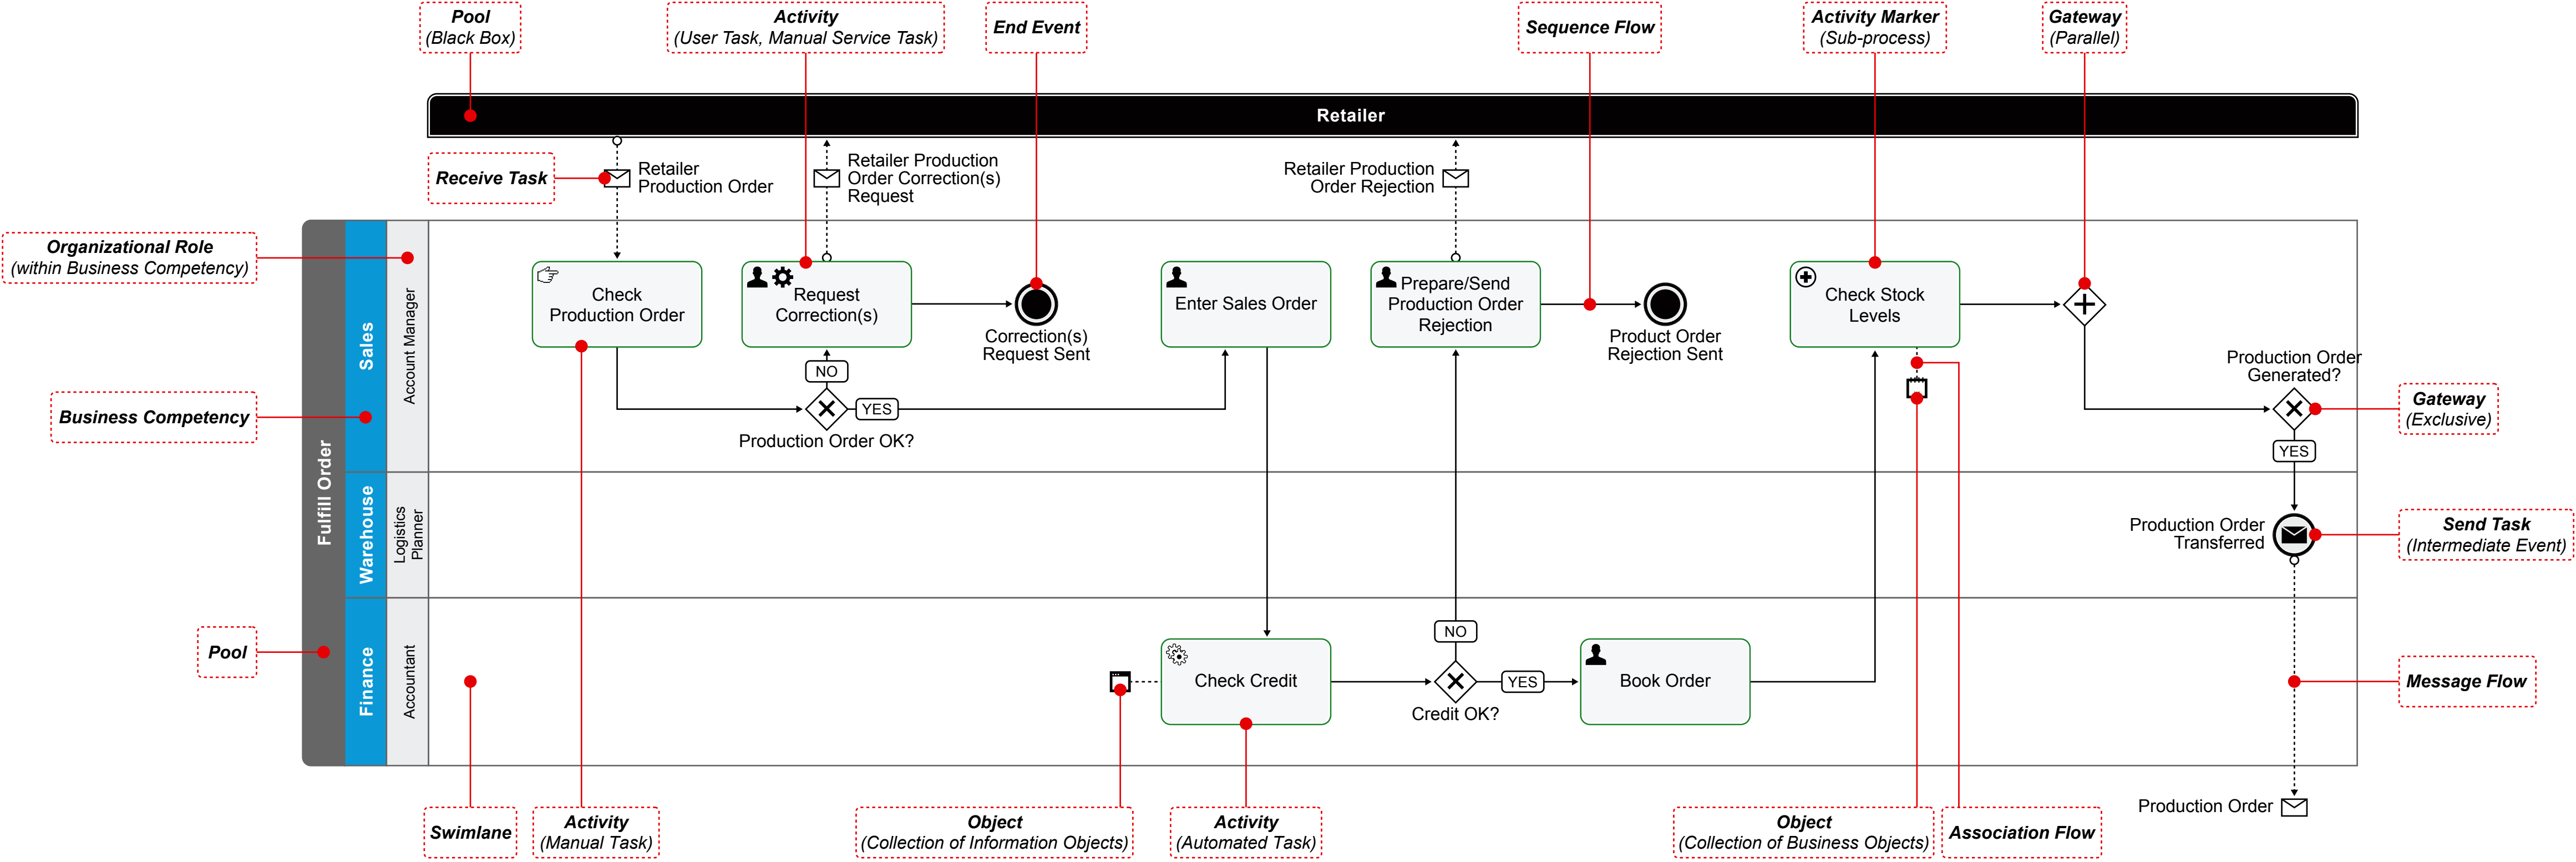 Pool
(Black Box)
Activity
(User Task, Manual Service Task)
End Event
Sequence Flow
Activity Marker
(Sub-process)
Gateway
(Parallel)
Retailer
Receive Task
Retailer
Production Order
Retailer Production
Order Correction(s)
Request
Retailer Production
Order Rejection
Organizational Role
(within Business Competency)
Business Competency
Pool
Fulfill Order
Sales
Account Manager
Warehouse
Logistics
Planner
Finance
Accountant
Check
Production Order
Request
Correction(s)
Correction(s)
Request Sent
Enter Sales Order
Prepare/Send
Production Order
Rejection
Product Order
Rejection Sent
Check Stock
Levels
NO
YES
Production Order OK?
Production Order
Generated?
YES
Gateway
(Exclusive)
Production Order
Transferred
Send Task
(Intermediate Event)
Check Credit
NO
YES
Credit OK?
Book Order
Message Flow
Production Order
Swimlane
Activity
(Manual Task)
Object
(Collection of Information Objects)
Activity
(Automated Task)
Object
(Collection of Business Objects)
Association Flow